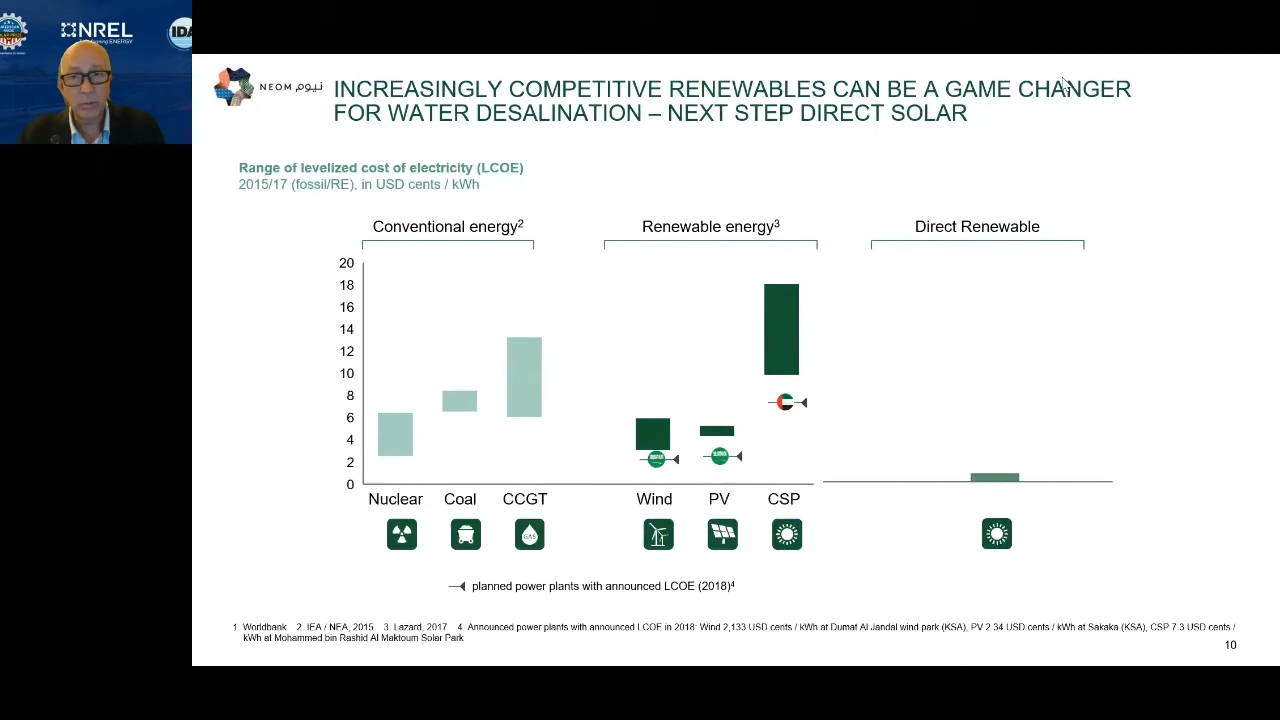 NREL
IDA
NEOM نيوم
INCREASINGLY COMPETITIVE RENEWABLES CAN BE A GAME CHANGER
FOR WATER DESALINATION – NEXT STEP DIRECT SOLAR
Range of levelized cost of electricity (LCOE)
2015/17 (fossil/RE), in USD cents / kWh
Conventional energy²
Renewable energy³
Direct Renewable
20
18
16
14
12
10
8
6
4
2
0
Nuclear Coal CCGT Wind PV CSP
GAS
planned power plants with announced LCOE (2018)⁴
1. Worldbank 2. IEA / NEA, 2015 3. Lazard, 2017 4. Announced power plants with announced LCOE in 2018: Wind 2,133 USD cents / kWh at Dumat Al Jandal wind park (KSA), PV 2.34 USD cents / kWh at Sakaka (KSA), CSP 7.3 USD cents /
kWh at Mohammed bin Rashid Al Maktoum Solar Park
10